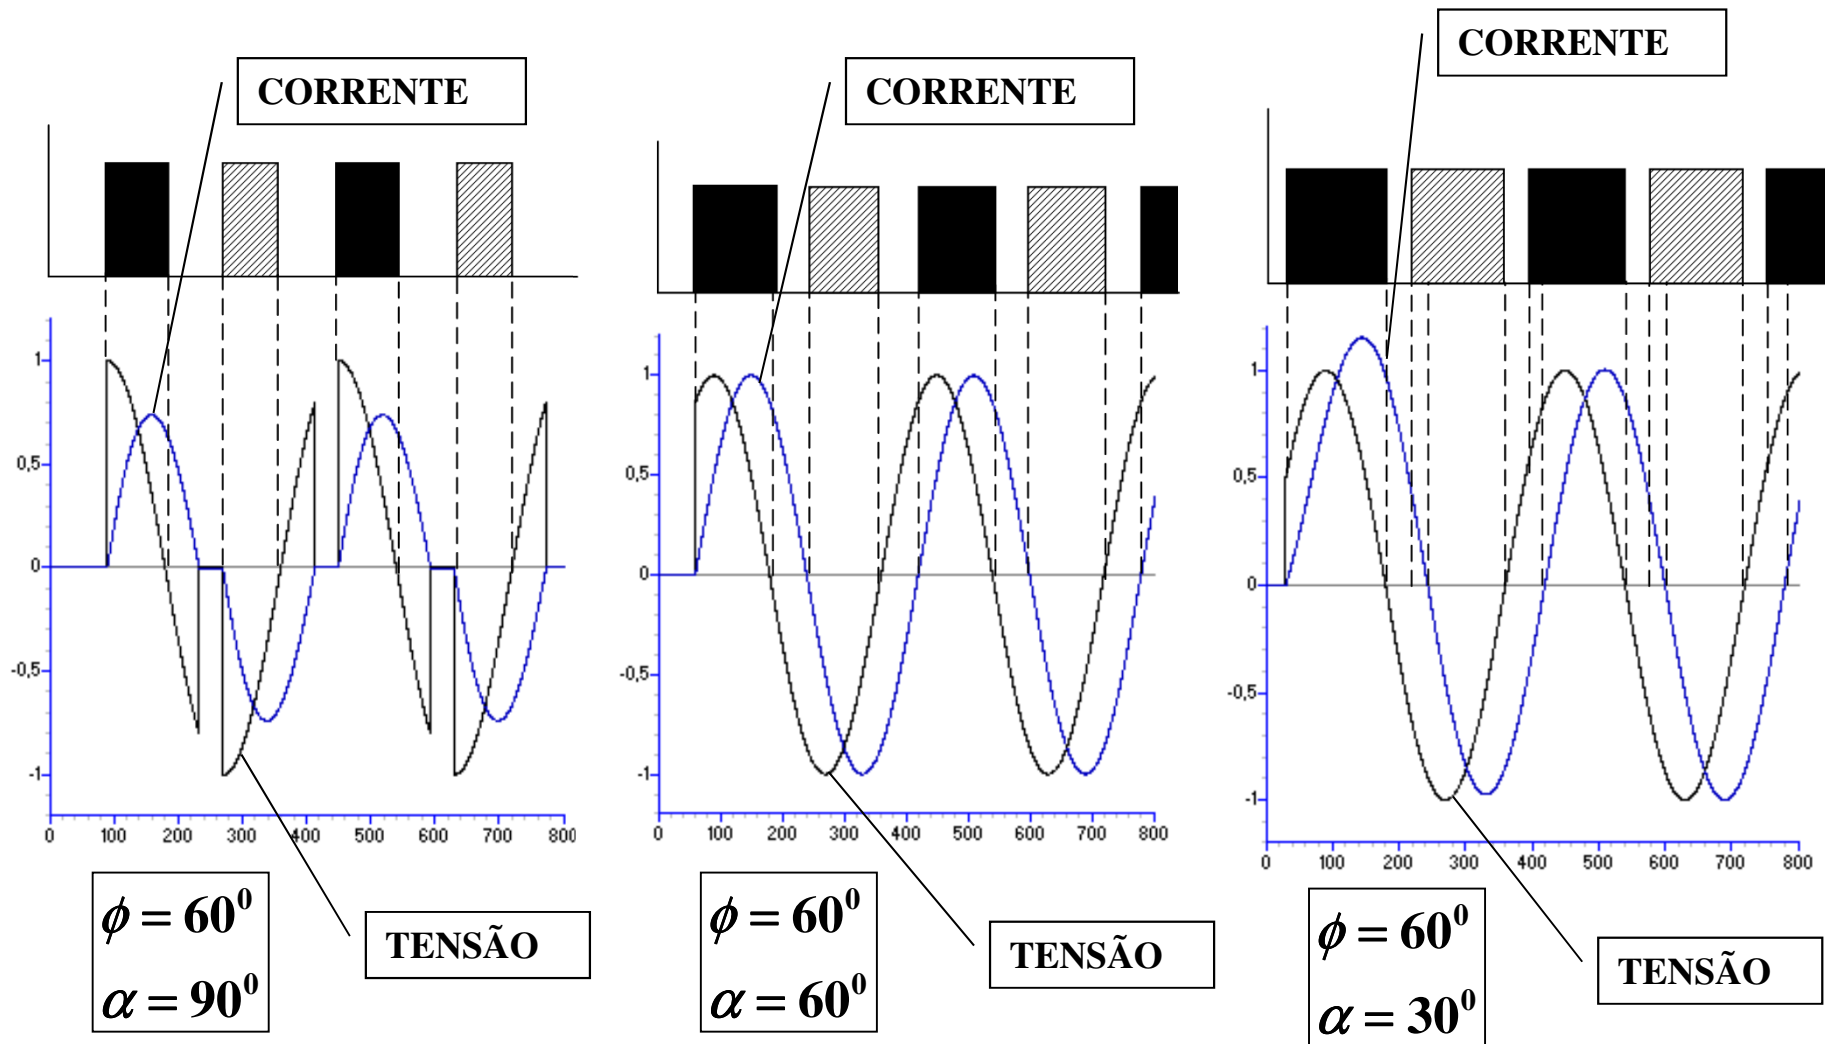 CORRENTE
1
0,5
0
-0,5
-1
0 100 200 300 400 500 600 700 800
ϕ = 60⁰
α = 90⁰
TENSÃO
CORRENTE
1
0,5
0
-0,5
-1
0 100 200 300 400 500 600 700 800
ϕ = 60⁰
α = 60⁰
TENSÃO
CORRENTE
1
0,5
0
-0,5
-1
0 100 200 300 400 500 600 700 800
ϕ = 60⁰
α = 30⁰
TENSÃO